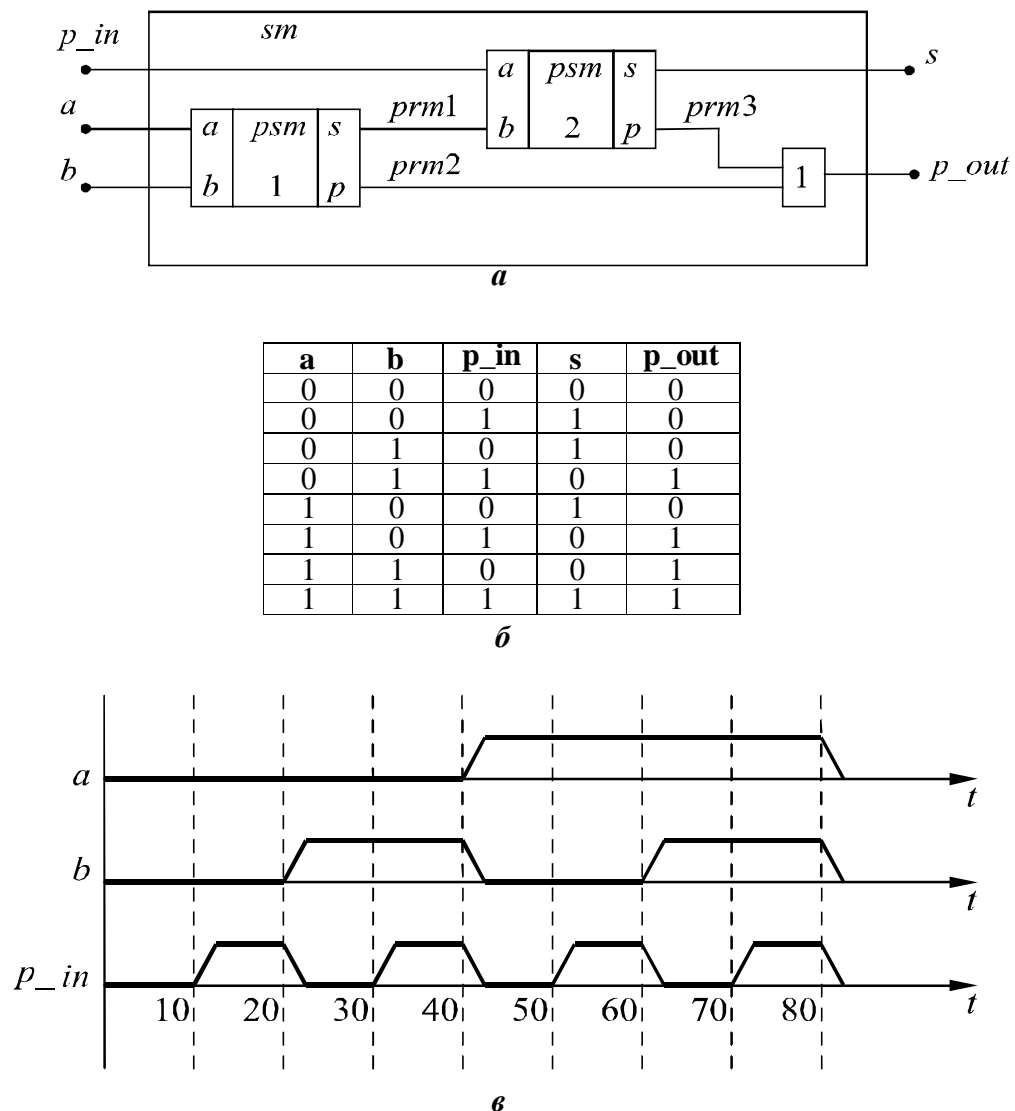 p_in sm s
a a psm s prm1 a psm s prm3
b b 1 p prm2 b 2 p 1 p_out
а
a b p_in s p_out
0 0 0 0 0
0 0 1 1 0
0 1 0 1 0
0 1 1 0 1
1 0 0 1 0
1 0 1 0 1
1 1 0 0 1
1 1 1 1 1
б
a t
b t
p_in 10 20 30 40 50 60 70 80 t
в